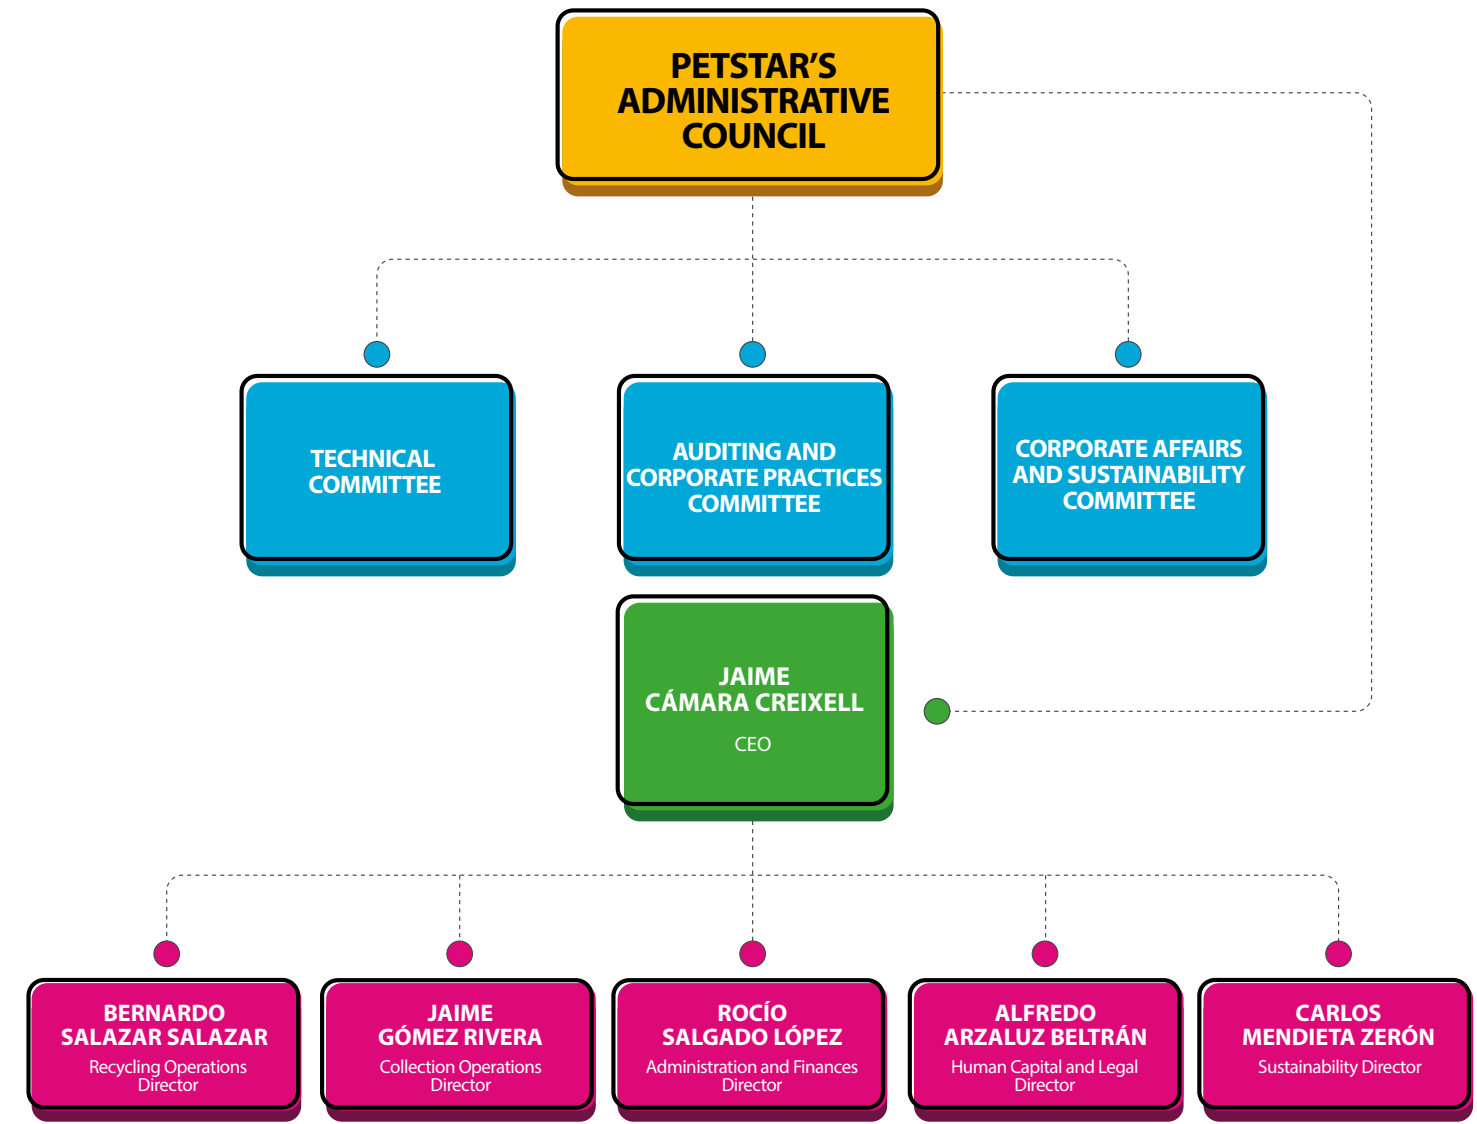 PETSTAR'S
ADMINISTRATIVE
COUNCIL
TECHNICAL
COMMITTEE
AUDITING AND
CORPORATE PRACTICES
COMMITTEE
CORPORATE AFFAIRS
AND SUSTAINABILITY
COMMITTEE
JAIME
CÁMARA CREIXELL
CEO
BERNARDO
SALAZAR SALAZAR
Recycling Operations
Director
JAIME
GÓMEZ RIVERA
Collection Operations
Director
ROCÍO
SALGADO LÓPEZ
Administration and Finances
Director
ALFREDO
ARZALUZ BELTRÁN
Human Capital and Legal
Director
CARLOS
MENDIETA ZERÓN
Sustainability Director